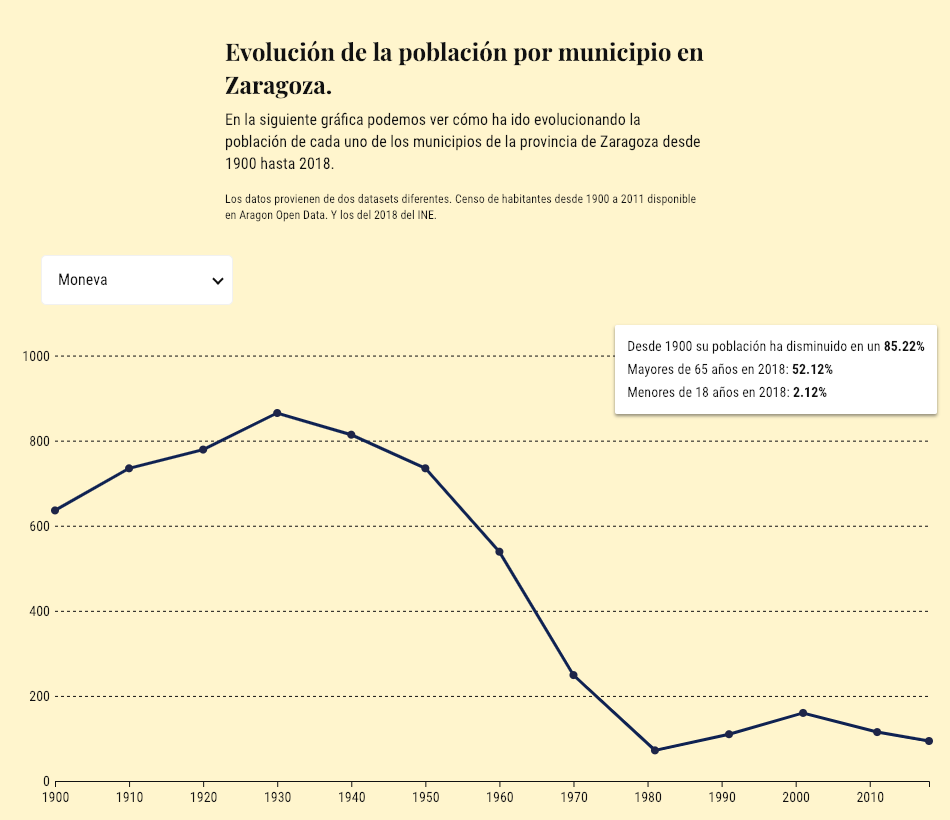 Evolución de la población por municipio en
Zaragoza.
En la siguiente gráfica podemos ver cómo ha ido evolucionando la
población de cada uno de los municipios de la provincia de Zaragoza desde
1900 hasta 2018.
Los datos provienen de dos datasets diferentes. Censo de habitantes desde 1900 a 2011 disponible
en Aragon Open Data. Y los del 2018 del INE.
Moneva
Desde 1900 su población ha disminuido en un 85.22%
Mayores de 65 años en 2018: 52.12%
Menores de 18 años en 2018: 2.12%
1000
800
600
400
200
0
1900 1910 1920 1930 1940 1950 1960 1970 1980 1990 2000 2010